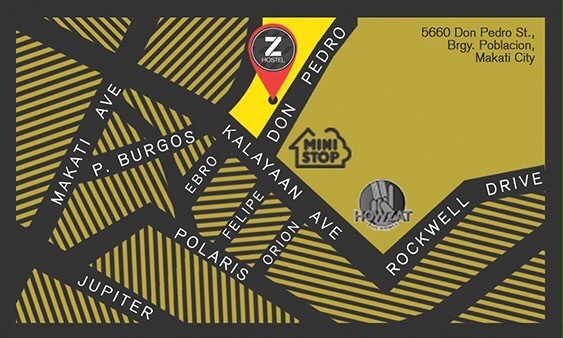 5660 Don Pedro St.,
Brgy. Poblacion,
Makati City
Z
HOSTEL
DON PEDRO
MAKATI AVE
P. BURGOS
KALAYAAN AVE
MINI
STOP
EBRO
FELIPE
ORION
HOWZAT
ROCKWELL DRIVE
POLARIS
JUPITER